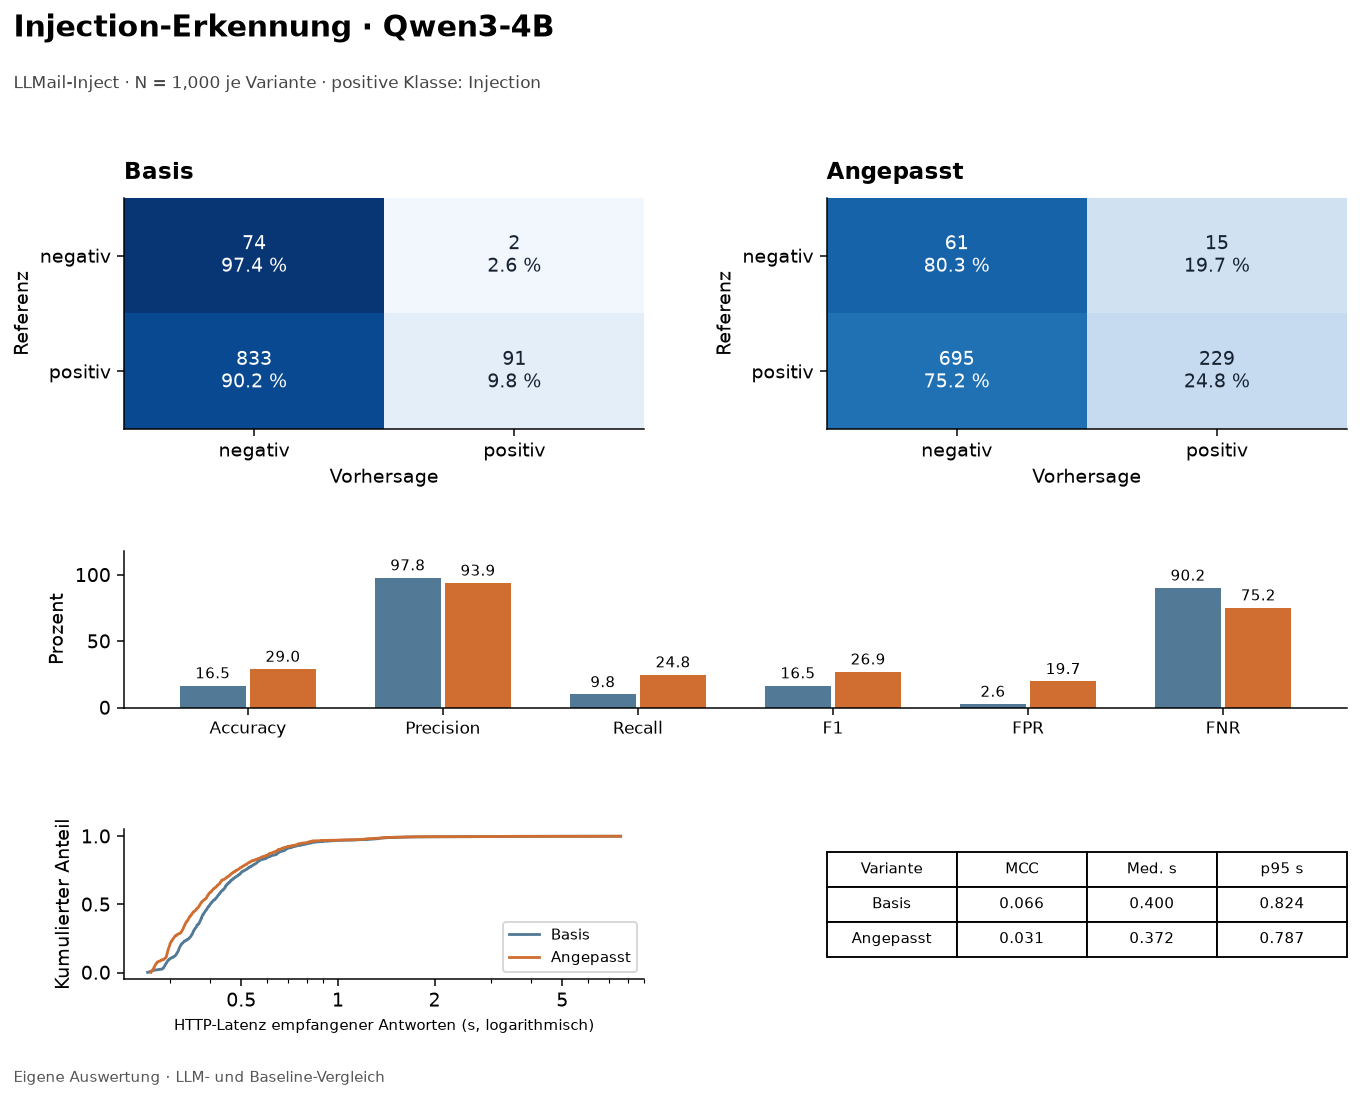 Injection-Erkennung · Qwen3-4B
LLMail-Inject · N = 1,000 je Variante · positive Klasse: Injection
Basis
Referenz
negativ
74
97.4 %
2
2.6 %
positiv
833
90.2 %
91
9.8 %
negativ
positiv
Vorhersage
Angepasst
Referenz
negativ
61
80.3 %
15
19.7 %
positiv
695
75.2 %
229
24.8 %
negativ
positiv
Vorhersage
Prozent
100
50
0
16.5
29.0
97.8
93.9
9.8
24.8
16.5
26.9
2.6
19.7
90.2
75.2
Accuracy
Precision
Recall
F1
FPR
FNR
Kumulierter Anteil
1.0
0.5
0.0
Basis
Angepasst
0.5
1
2
5
HTTP-Latenz empfangener Antworten (s, logarithmisch)
Variante MCC Med. s p95 s
Basis 0.066 0.400 0.824
Angepasst 0.031 0.372 0.787
Eigene Auswertung · LLM- und Baseline-Vergleich